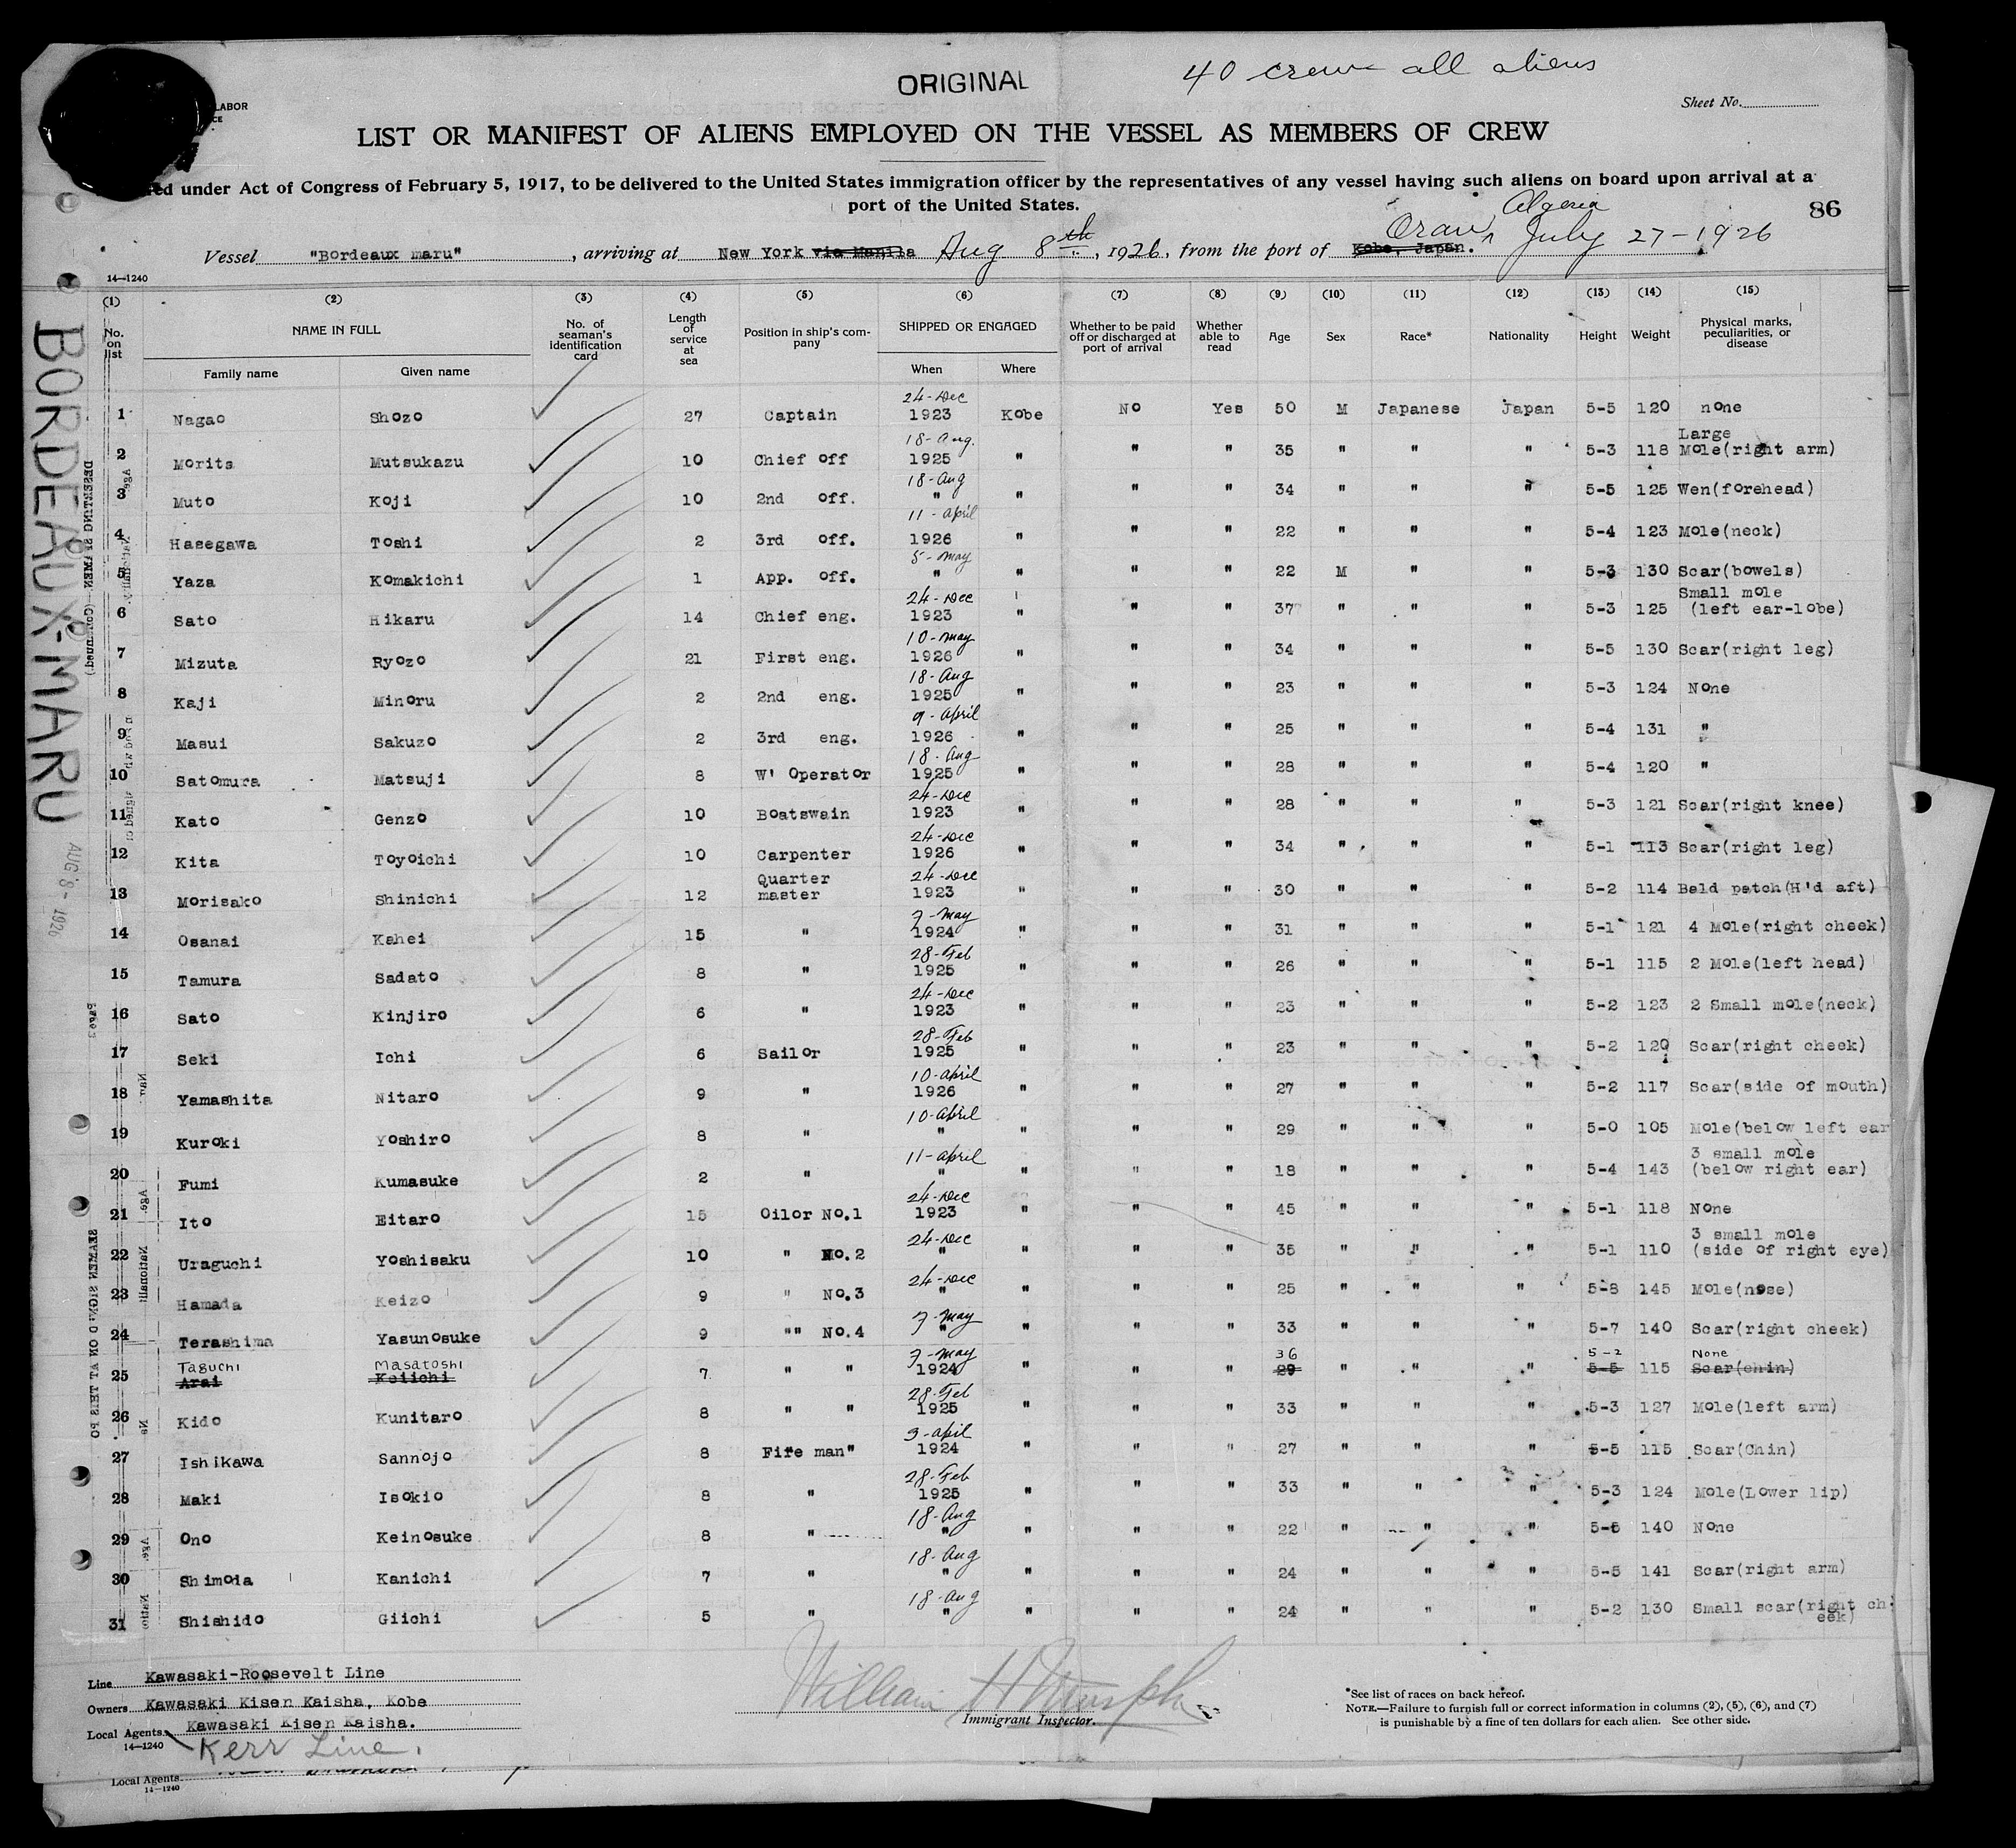 ORIGINAL
40 crew all aliens
LABOR
Sheet No.
LIST OR MANIFEST OF ALIENS EMPLOYED ON THE VESSEL AS MEMBERS OF CREW
under Act of Congress of February 5, 1917, to be delivered to the United States immigration officer by the representatives of any vessel having such aliens on board upon arrival at a
port of the United States.
86
Algeria
Vessel "Bordeaux maru", arriving at New York via Manila Aug 8th, 1926, from the port of Kobe, Japan. Oran, July 27-1926
14—1240
BORDEAUX-MARU
AUG 8 - 1926
(1) (2) (3) (4) (5) (6) (7) (8) (9) (10) (11) (12) (13) (14) (15)
No. on list NAME IN FULL No. of seaman's identification card Length of service at sea Position in ship's company SHIPPED OR ENGAGED Whether to be paid off or discharged at port of arrival Whether able to read Age Sex Race* Nationality Height Weight Physical marks, peculiarities, or disease
Family name Given name When Where
1 Nagao Shozo 27 Captain 24-Dec 1923 Kobe No Yes 50 M Japanese Japan 5-5 120 none
2 Morita Mutsukazu 10 Chief off 18-Aug. 1925 " " " 35 " " " 5-3 118 Large Mole(right arm)
3 Muto Koji 10 2nd off. 18-Aug " " " " 34 " " " 5-5 125 Wen(forehead)
4 Hasegawa Toshi 2 3rd off. 11-April 1926 " " " 22 " " " 5-4 123 Mole(neck)
5 Yaza Komakichi 1 App. off. 5-May " " " " 22 M " " 5-3 130 Scar(bowels)
6 Sato Hikaru 14 Chief eng. 24-Dec 1923 " " " 37 " " " 5-3 125 Small mole (left ear-lobe)
7 Mizuta Ryozo 21 First eng. 10-May 1926 " " " 34 " " " 5-5 130 Scar(right leg)
8 Kaji Minoru 2 2nd eng. 18-Aug 1925 " " " 23 " " " 5-3 124 None
9 Masui Sakuzo 2 3rd eng. 9-April 1926 " " " 25 " " " 5-4 131 "
10 Satomura Matsuji 8 W' Operator 18-Aug 1925 " " " 28 " " " 5-4 120 "
11 Kato Genzo 10 Boatswain 24-Dec 1923 " " " 28 " " " 5-3 121 Scar(right knee)
12 Kita Toyoichi 10 Carpenter 24-Dec 1926 " " " 34 " " " 5-1 113 Scar(right leg)
13 Morisako Shinichi 12 Quarter master 24-Dec 1923 " " " 30 " " " 5-2 114 Bald patch(H'd aft)
14 Osanai Kahei 15 " 7-May 1924 " " " 31 " " " 5-1 121 4 Mole(right cheek)
15 Tamura Sadato 8 " 28-Feb 1925 " " " 26 " " " 5-1 115 2 Mole(left head)
16 Sato Kinjiro 6 " 24-Dec 1923 " " " 23 " " " 5-2 123 2 Small mole(neck)
17 Seki Ichi 6 Sailor 28-Feb 1925 " " " 23 " " " 5-2 120 Scar(right cheek)
18 Yamashita Nitaro 9 " 10-April 1926 " " " 27 " " " 5-2 117 Scar(side of mouth)
19 Kuroki Yoshiro 8 " 10-April " " " " 29 " " " 5-0 105 Mole(below left ear
20 Fumi Kumasuke 2 " 11-April " " " " 18 " " " 5-4 143 3 small mole (below right ear)
21 Ito Eitaro 15 Oilor No.1 24-Dec 1923 " " " 45 " " " 5-1 118 None
22 Uraguchi Yoshisaku 10 " No.2 24-Dec " " " " 35 " " " 5-1 110 3 small mole (side of right eye)
23 Hamada Keizo 9 " No.3 24-Dec " " " " 25 " " " 5-8 145 Mole(nose)
24 Terashima Yasunosuke 9 "" No.4 7-May " " " " 33 " " " 5-7 140 Scar(right cheek)
Taguchi Masatoshi 36 5-2 None
25 Arai Keiichi 7 " " 7-May 1924 " " " 29 " " " 5-5 115 Scar(chin)
26 Kido Kunitaro 8 " " 28-Feb 1925 " " " 33 " " " 5-3 127 Mole(left arm)
27 Ishikawa Sannojo 8 Fire man" 3-april 1924 " " " 27 " " " 5-5 115 Scar(Chin)
28 Maki Isokio 8 " 28-Feb 1925 " " " 33 " " " 5-3 124 Mole(Lower lip)
29 Ono Keinosuke 8 " 18-Aug " " " " 22 " " " 5-5 140 None
30 Shimoda Kanichi 7 " 18-Aug " " " " 24 " " " 5-5 141 Scar(right arm)
31 Shishido Giichi 5 " 18-Aug " " " " 24 " " " 5-2 130 Small scar(right cheek)
Line Kawasaki-Roosevelt Line
Owners Kawasaki Kisen Kaisha, Kobe
Local Agents Kawasaki Kisen Kaisha.
14—1240
Kerr Line.
William H Murphy
Immigrant Inspector.
*See list of races on back hereof.
NOTE.—Failure to furnish full or correct information in columns (2), (5), (6), and (7)
is punishable by a fine of ten dollars for each alien. See other side.
Local Agents
14—1240